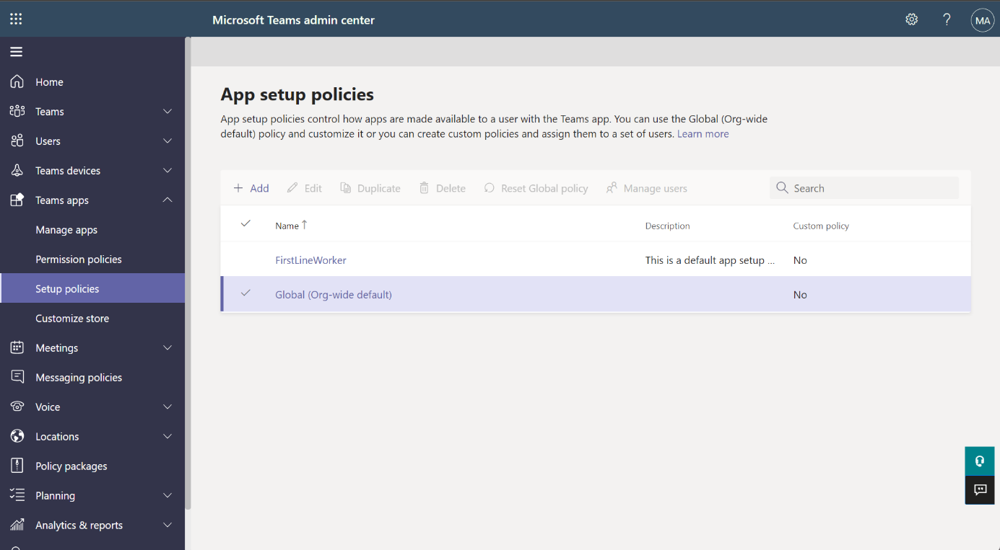 Microsoft Teams admin center
?
MA
Home
Teams
Users
Teams devices
Teams apps
Manage apps
Permission policies
Setup policies
Customize store
Meetings
Messaging policies
Voice
Locations
Policy packages
Planning
Analytics & reports
App setup policies
App setup policies control how apps are made available to a user with the Teams app. You can use the Global (Org-wide
default) policy and customize it or you can create custom policies and assign them to a set of users. Learn more
+ Add Edit Duplicate Delete Reset Global policy Manage users Search
Name ↑ Description Custom policy
FirstLineWorker This is a default app setup ... No
Global (Org-wide default) No